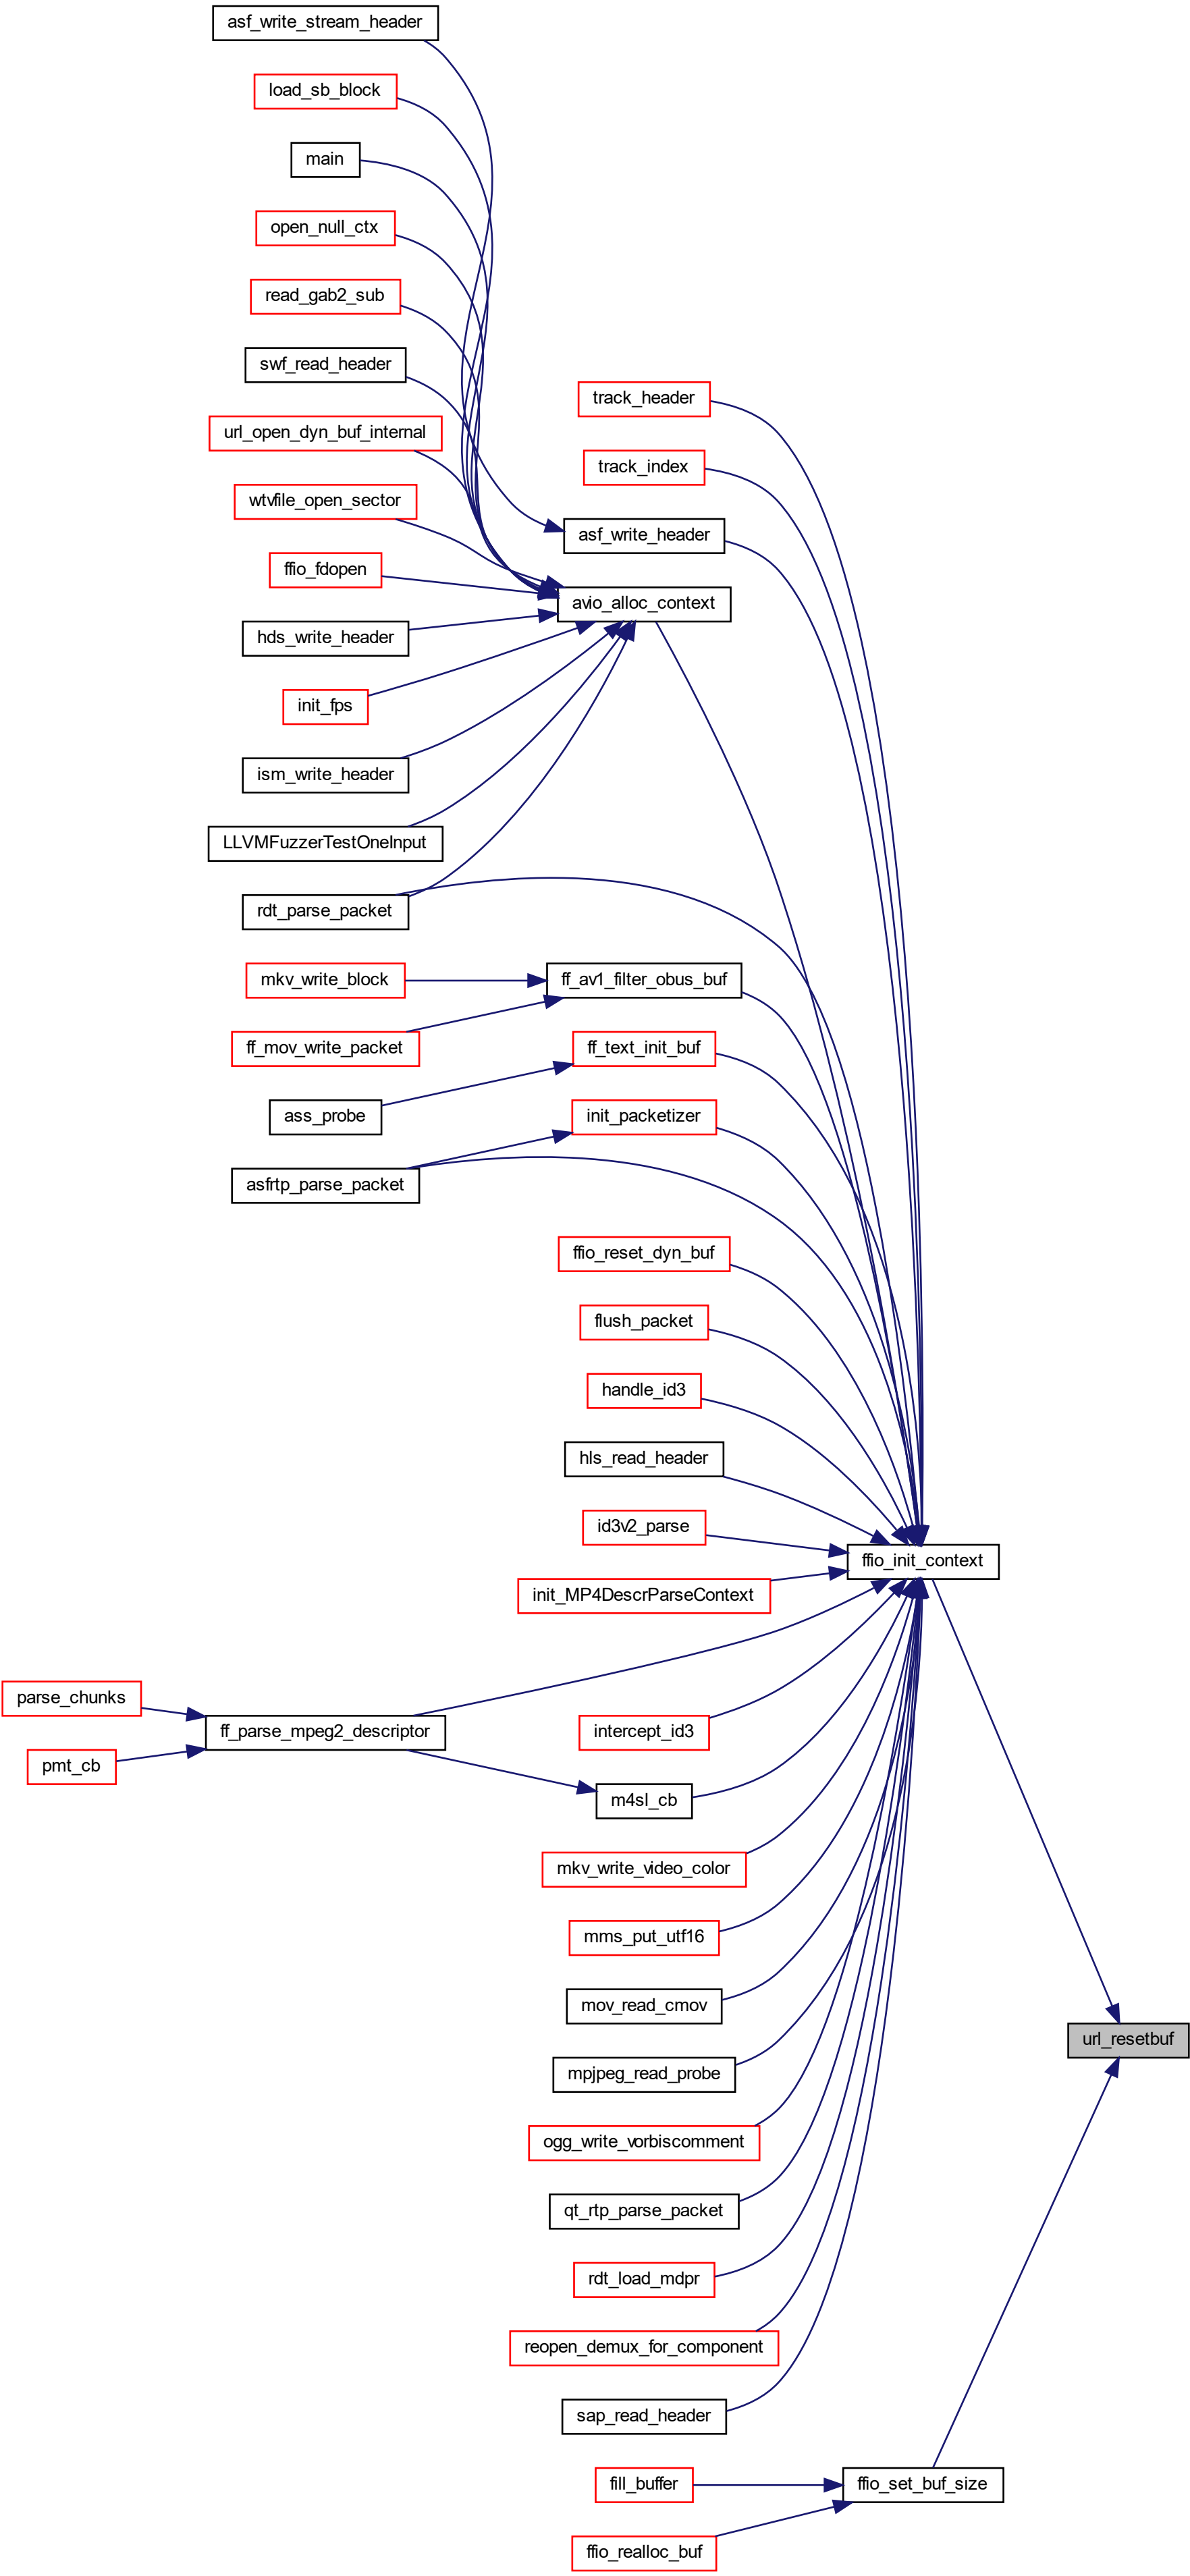 asf_write_stream_header
load_sb_block
main
open_null_ctx
read_gab2_sub
swf_read_header
track_header
url_open_dyn_buf_internal
track_index
wtvfile_open_sector
asf_write_header
ffio_fdopen
avio_alloc_context
hds_write_header
init_fps
ism_write_header
LLVMFuzzerTestOneInput
rdt_parse_packet
mkv_write_block
ff_av1_filter_obus_buf
ff_mov_write_packet
ff_text_init_buf
ass_probe
init_packetizer
asfrtp_parse_packet
ffio_reset_dyn_buf
flush_packet
handle_id3
hls_read_header
id3v2_parse
ffio_init_context
init_MP4DescrParseContext
parse_chunks
ff_parse_mpeg2_descriptor
intercept_id3
pmt_cb
m4sl_cb
mkv_write_video_color
mms_put_utf16
mov_read_cmov
url_resetbuf
mpjpeg_read_probe
ogg_write_vorbiscomment
qt_rtp_parse_packet
rdt_load_mdpr
reopen_demux_for_component
sap_read_header
fill_buffer
ffio_set_buf_size
ffio_realloc_buf